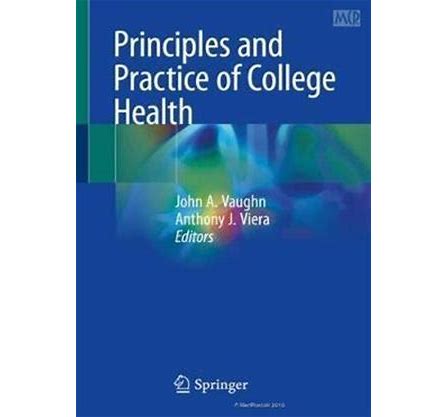 Principles and
Practice of College
Health
John A. Vaughn
Anthony J. Viera
Editors
Springer